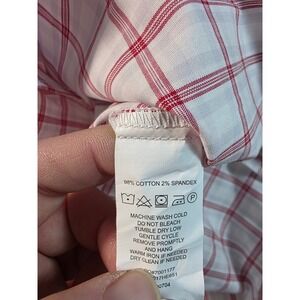 98% COTTON 2% SPANDEX
MACHINE WASH COLD
DO NOT BLEACH
TUMBLE DRY LOW
GENTLE CYCLE
REMOVE PROMPTLY
AND HANG
WARM IRON IF NEEDED
DRY CLEAN IF NEEDED